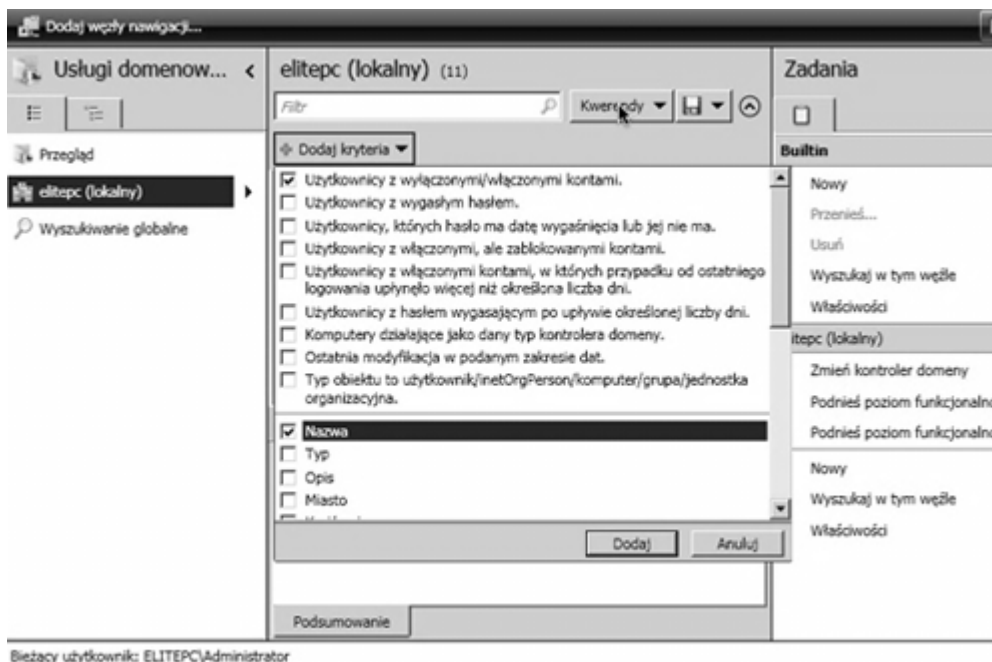 Dodaj węzły nawigacji...
Usługi domenow...
Przegląd
elitepc (lokalny)
Wyszukiwanie globalne
elitepc (lokalny) (11)
Filtr
Kwerendy
Dodaj kryteria
Użytkownicy z wyłączonymi/włączonymi kontami.
Użytkownicy z wygasłym hasłem.
Użytkownicy, których hasło ma datę wygaśnięcia lub jej nie ma.
Użytkownicy z włączonymi, ale zablokowanymi kontami.
Użytkownicy z włączonymi kontami, w których przypadku od ostatniego
logowania upłynęło więcej niż określona liczba dni.
Użytkownicy z hasłem wygasającym po upływie określonej liczby dni.
Komputery działające jako dany typ kontrolera domeny.
Ostatnia modyfikacja w podanym zakresie dat.
Typ obiektu to użytkownik/inetOrgPerson/komputer/grupa/jednostka
organizacyjna.
Nazwa
Typ
Opis
Miasto
Dodaj
Anuluj
Podsumowanie
Zadania
Builtin
Nowy
Przenieś...
Usuń
Wyszukaj w tym węźle
Właściwości
itepc (lokalny)
Zmień kontroler domeny
Podnieś poziom funkcjonalno
Podnieś poziom funkcjonalno
Nowy
Wyszukaj w tym węźle
Właściwości
Bieżący użytkownik: ELITEPC\Administrator